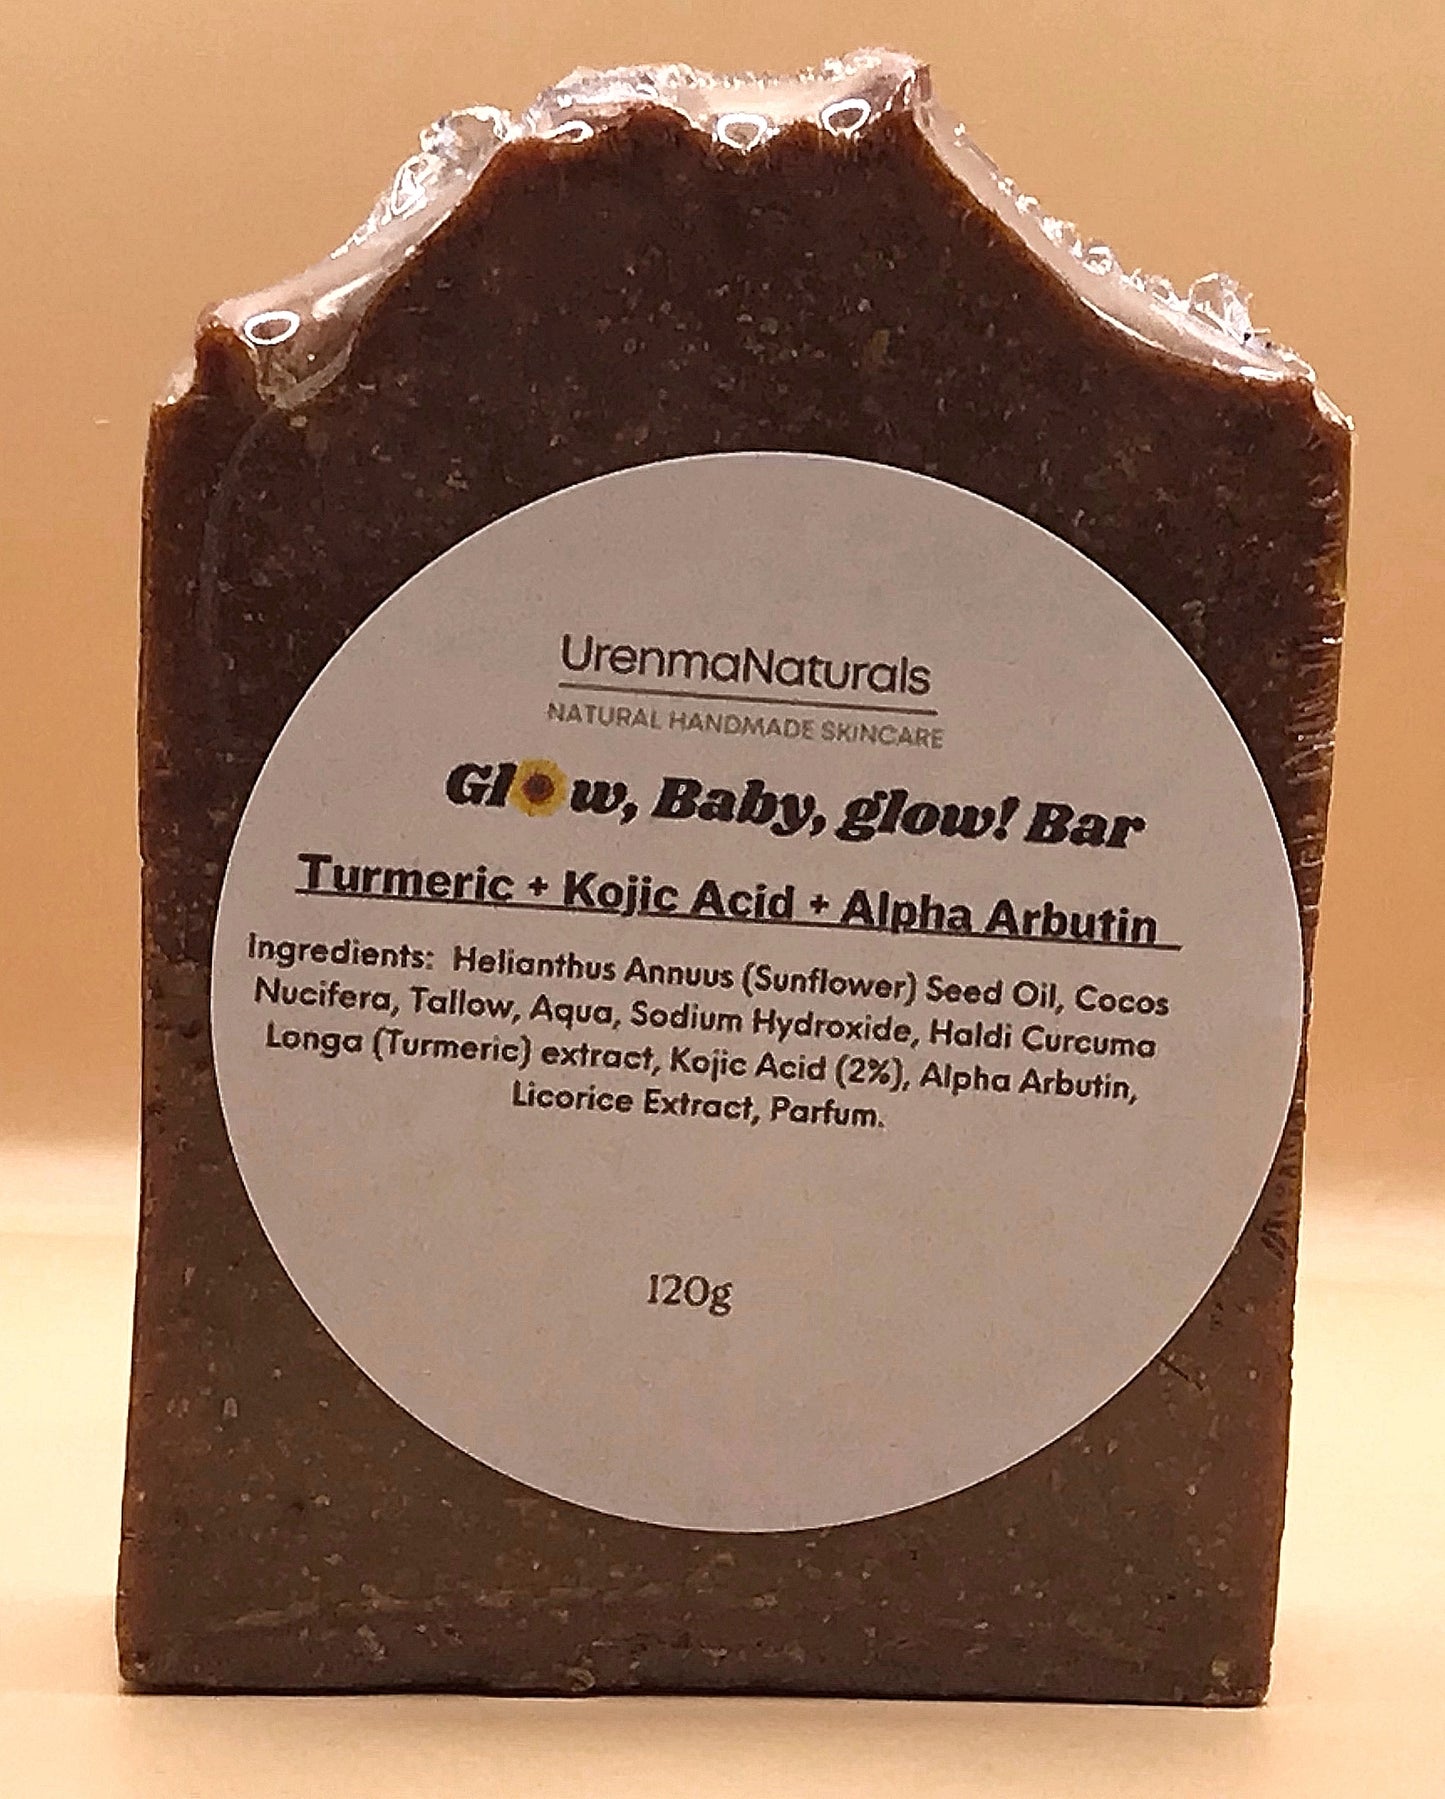 UrenmaNaturals
NATURAL HANDMADE SKINCARE
Glow, Baby, glow! Bar
Turmeric + Kojic Acid + Alpha Arbutin
Ingredients: Helianthus Annuus (Sunflower) Seed Oil, Cocos
Nucifera, Tallow, Aqua, Sodium Hydroxide, Haldi Curcuma
Longa (Turmeric) extract, Kojic Acid (2%), Alpha Arbutin,
Licorice Extract, Parfum.
120g